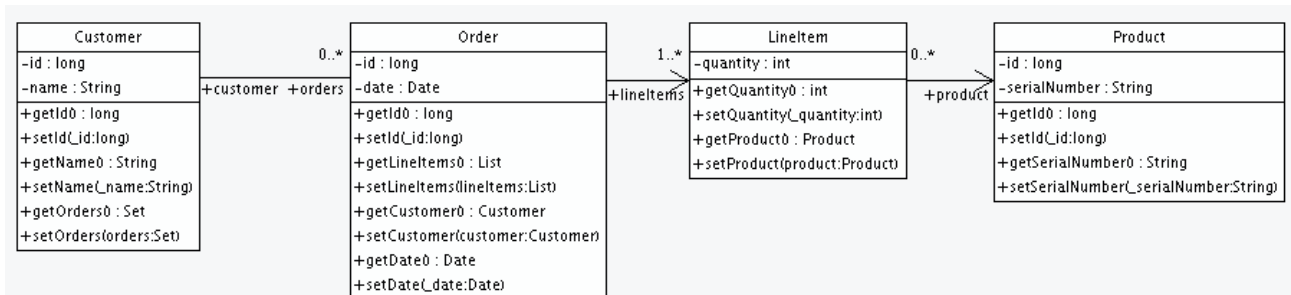 Customer
-id : long
-name : String
+getId() : long
+setId(_id:long)
+getName() : String
+setName(_name:String)
+getOrders() : Set
+setOrders(orders:Set)
0..*
+customer +orders
Order
-id : long
-date : Date
+getId() : long
+setId(_id:long)
+getLineItems() : List
+setLineItems(lineItems:List)
+getCustomer() : Customer
+setCustomer(customer:Customer)
+getDate() : Date
+setDate(_date:Date)
1..*
+lineItems
LineItem
-quantity : int
+getQuantity() : int
+setQuantity(_quantity:int)
+getProduct() : Product
+setProduct(product:Product)
0..*
+product
Product
-id : long
-serialNumber : String
+getId() : long
+setId(_id:long)
+getSerialNumber() : String
+setSerialNumber(_serialNumber:String)